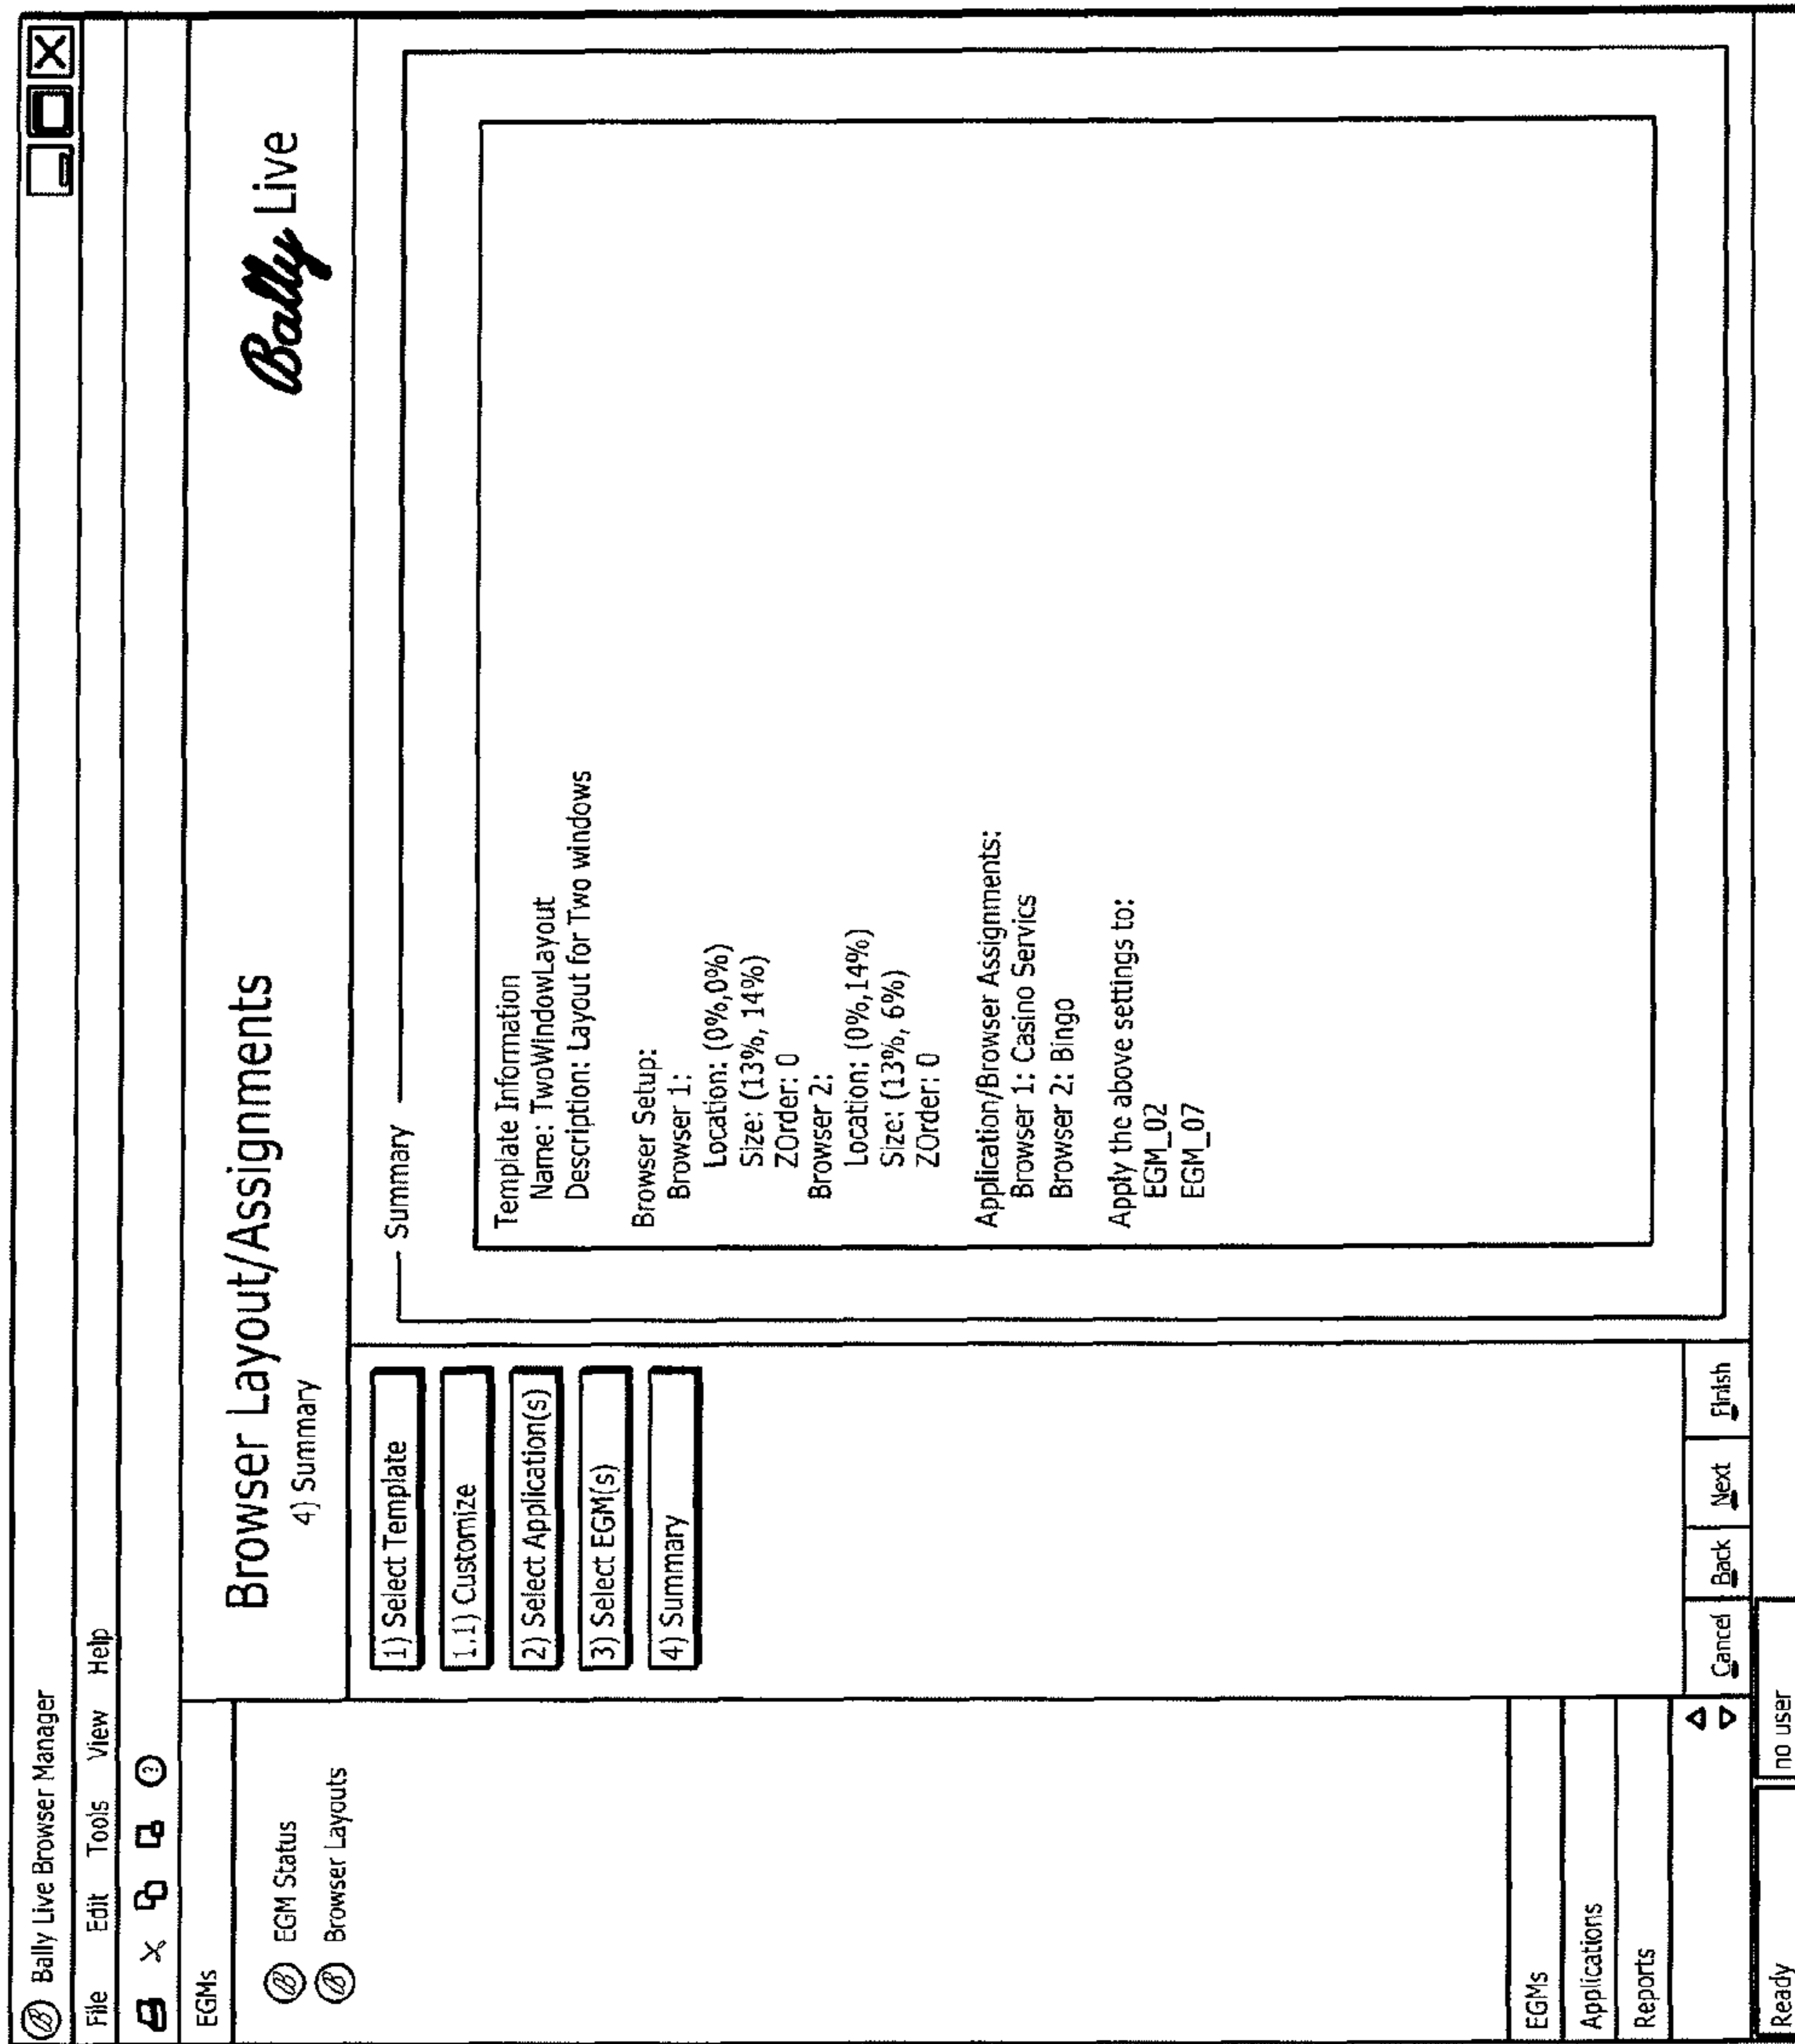 Bally Live Browser Manager
File Edit Tools View Help
EGMs
Browser Layout/Assignments
4) Summary
Bally Live
EGM Status
Browser Layouts
1) Select Template
1.1) Customize
2) Select Application(s)
3) Select EGM(s)
4) Summary
Summary
Template Information
Name: TwoWindowLayout
Description: Layout for Two windows
Browser Setup:
Browser 1:
Location: (0%,0%)
Size: (13%, 14%)
ZOrder: 0
Browser 2:
Location: (0%,14%)
Size: (13%, 6%)
ZOrder: 0
Application/Browser Assignments:
Browser 1: Casino Servics
Browser 2: Bingo
Apply the above settings to:
EGM_02
EGM_07
EGMs
Applications
Reports
Cancel Back Next Finish
Ready no user